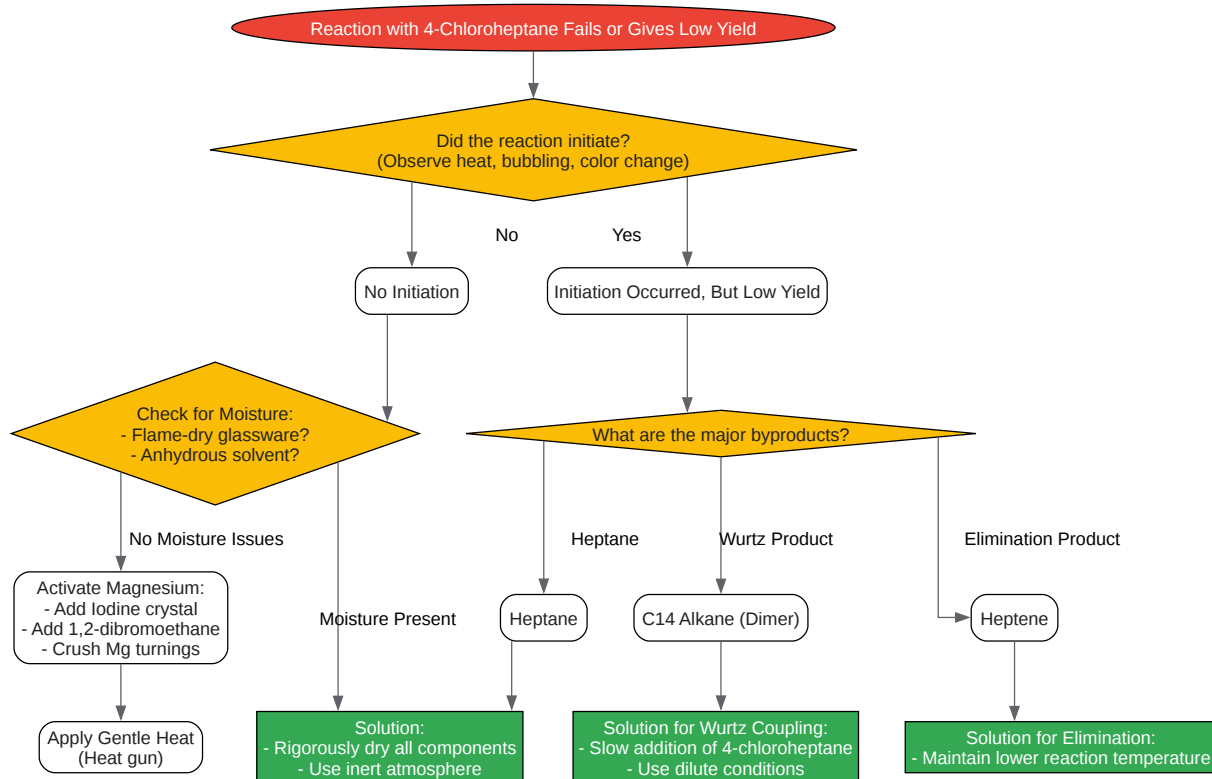 Reaction with 4-Chloroheptane Fails or Gives Low Yield
Did the reaction initiate?
(Observe heat, bubbling, color change)
No
Yes
No Initiation
Initiation Occurred, But Low Yield
Check for Moisture:
- Flame-dry glassware?
- Anhydrous solvent?
What are the major byproducts?
No Moisture Issues
Heptane
Wurtz Product
Elimination Product
Activate Magnesium:
- Add Iodine crystal
- Add 1,2-dibromoethane
- Crush Mg turnings
Moisture Present
Heptane
C14 Alkane (Dimer)
Heptene
Apply Gentle Heat
(Heat gun)
Solution:
- Rigorously dry all components
- Use inert atmosphere
Solution for Wurtz Coupling:
- Slow addition of 4-chloroheptane
- Use dilute conditions
Solution for Elimination:
- Maintain lower reaction temperature